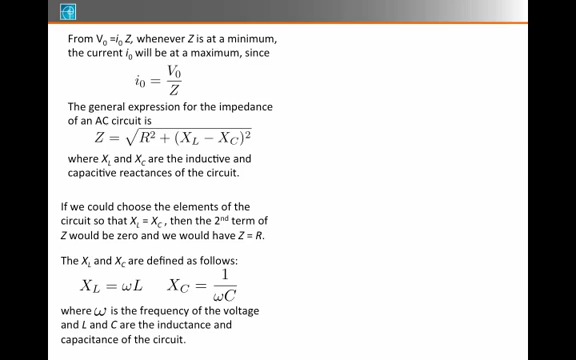 From V₀ =i₀ Z, whenever Z is at a minimum,
the current i₀ will be at a maximum, since
i₀ = V₀/Z
The general expression for the impedance
of an AC circuit is
Z = √(R² + (X_L − X_C)²)
where X_L and X_C are the inductive and
capacitive reactances of the circuit.
If we could choose the elements of the
circuit so that X_L = X_C, then the 2nd term of
Z would be zero and we would have Z = R.
The X_L and X_C are defined as follows:
X_L = ωL X_C = 1/ωC
where ω is the frequency of the voltage
and L and C are the inductance and
capacitance of the circuit.